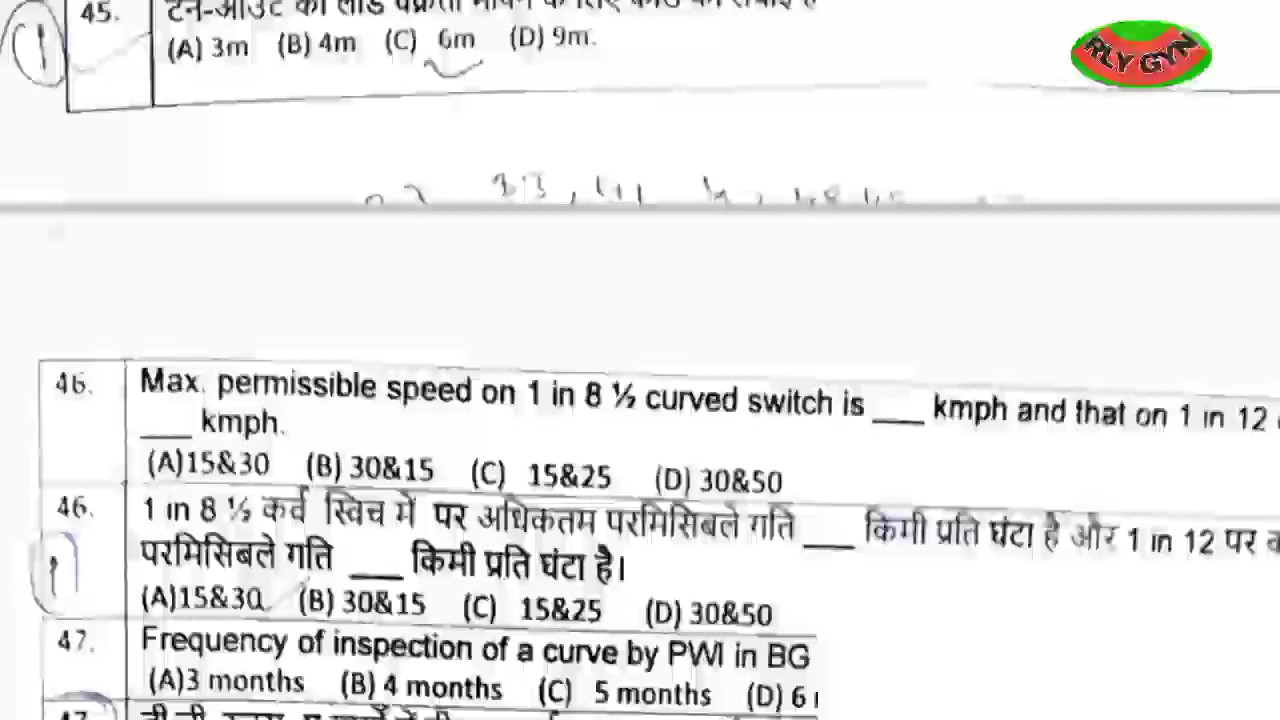 45.
(A) 3m (B) 4m (C) 6m (D) 9m.
RLY GYN
46. Max. permissible speed on 1 in 8 ½ curved switch is ___ kmph and that on 1 in 12
___ kmph.
(A)15&30 (B) 30&15 (C) 15&25 (D) 30&50
46. 1 in 8 ½ कर्व स्विच में पर अधिकतम परमिसिबले गति ___ किमी प्रति घंटा है और 1 in 12 पर
परमिसिबले गति ___ किमी प्रति घंटा है।
(A)15&30 (B) 30&15 (C) 15&25 (D) 30&50
47. Frequency of inspection of a curve by PWI in BG
(A)3 months (B) 4 months (C) 5 months (D) 6